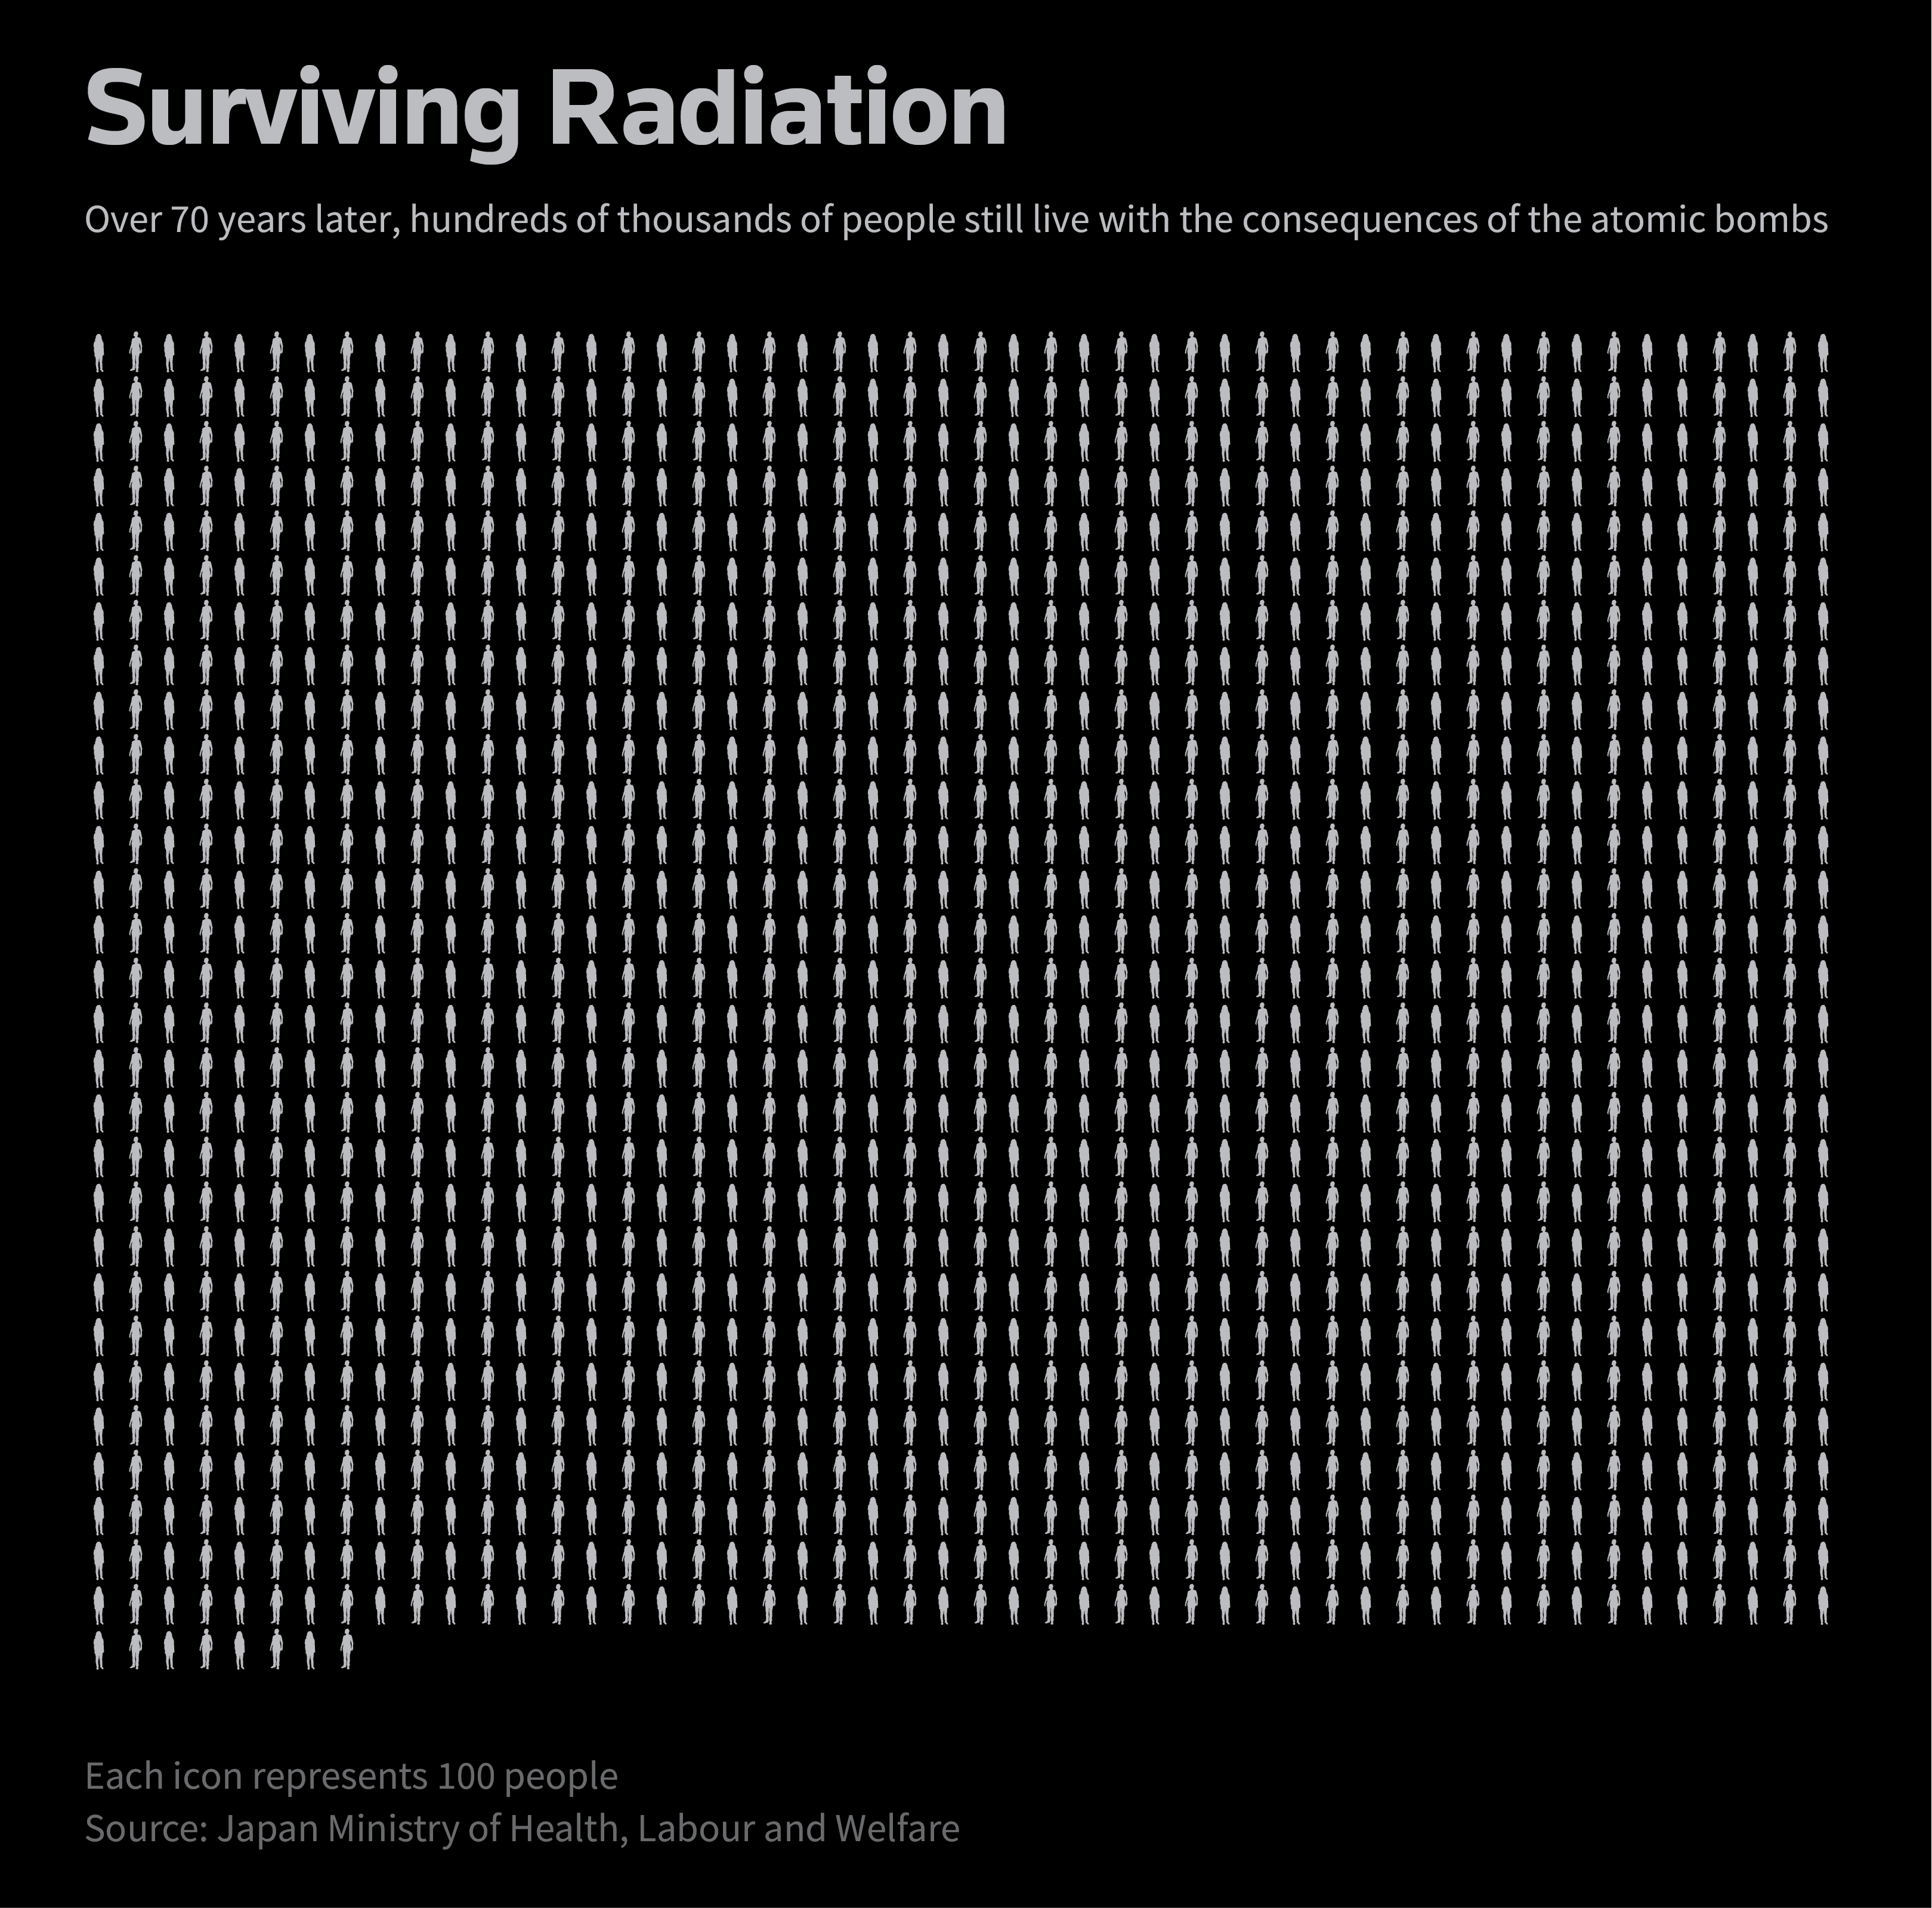 Surviving Radiation
Over 70 years later, hundreds of thousands of people still live with the consequences of the atomic bombs
Each icon represents 100 people
Source: Japan Ministry of Health, Labour and Welfare